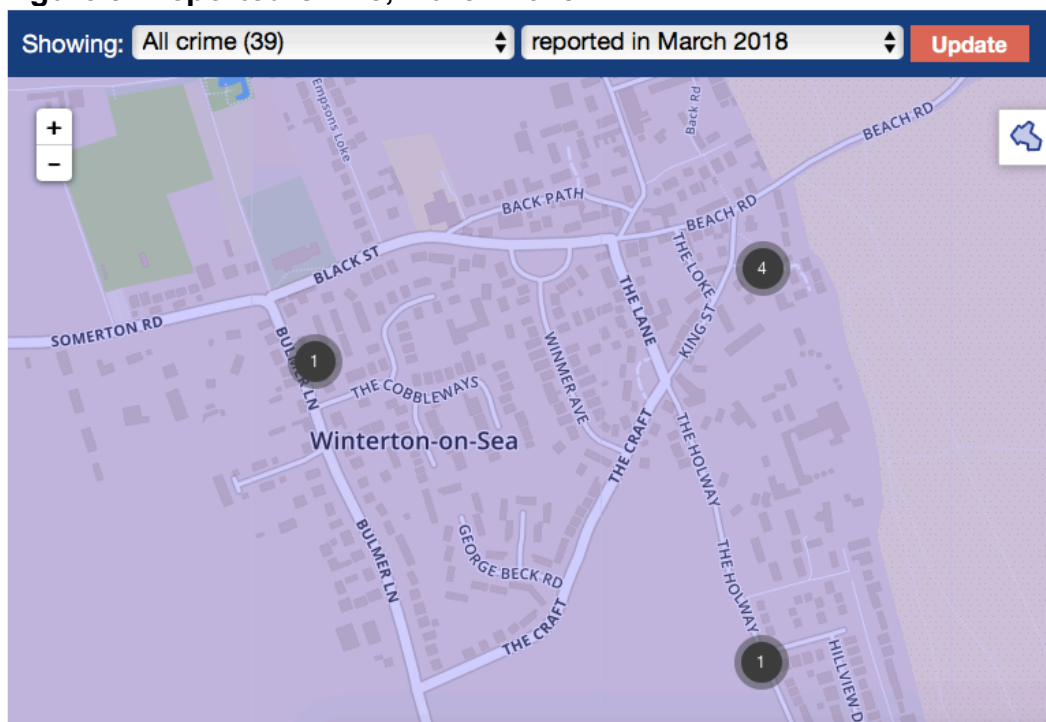 Showing: All crime (39) reported in March 2018 Update
+
−
Empsons Loke
Back Rd
BEACH RD
BACK PATH
BEACH RD
BLACK ST
THE LOKE
4
THE LANE
SOMERTON RD
KING ST
BULMER LN
1
WINMER AVE
THE COBBLEWAYS
Winterton-on-Sea
THE CRAFT
THE HOLWAY
BULMER LN
GEORGE BECK RD
THE HOLWAY
THE CRAFT
1
HILLVIEW D